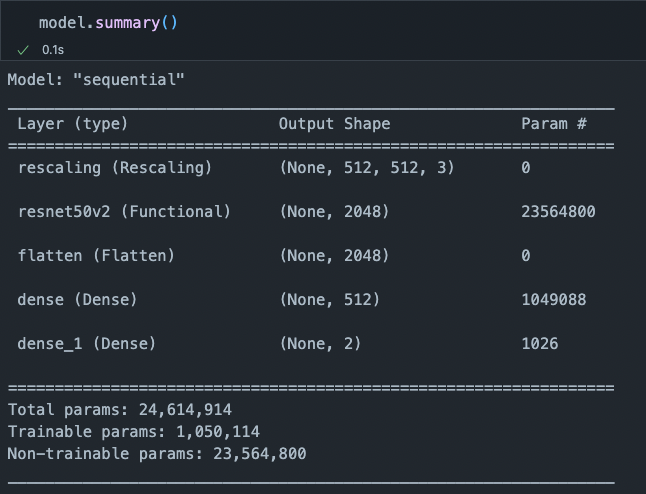 model.summary()
✓ 0.1s
Model: "sequential"
_________________________________________________________________
Layer (type) Output Shape Param #
=================================================================
rescaling (Rescaling) (None, 512, 512, 3) 0
resnet50v2 (Functional) (None, 2048) 23564800
flatten (Flatten) (None, 2048) 0
dense (Dense) (None, 512) 1049088
dense_1 (Dense) (None, 2) 1026
=================================================================
Total params: 24,614,914
Trainable params: 1,050,114
Non-trainable params: 23,564,800
_________________________________________________________________